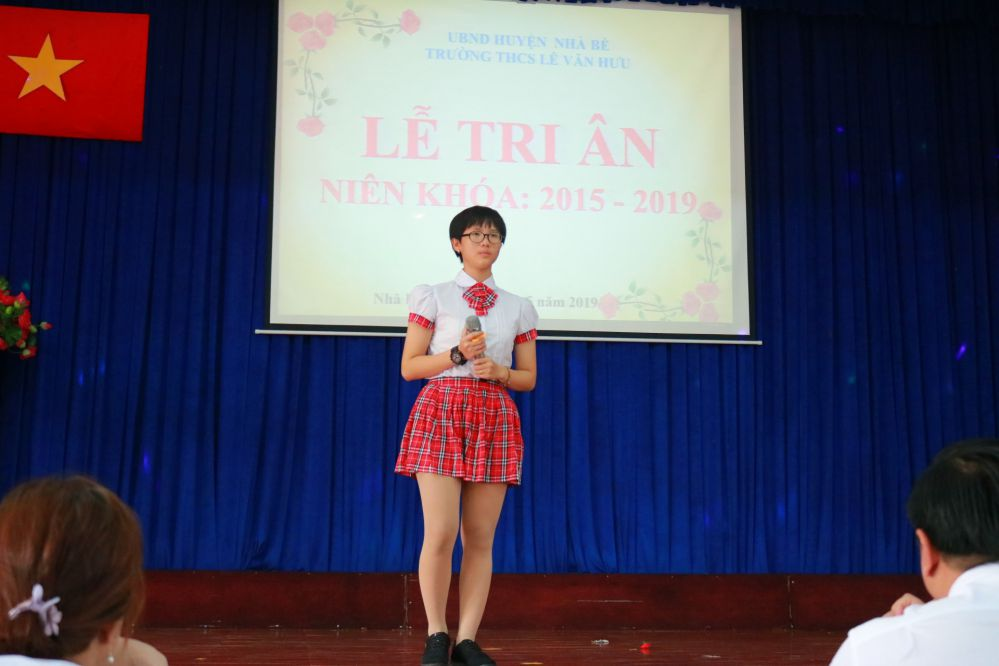 UBND HUYỆN NHÀ BÈ
TRƯỜNG THCS LÊ VĂN HƯU
LỄ TRI ÂN
NIÊN KHÓA: 2015 - 2019
Nhà năm 2019